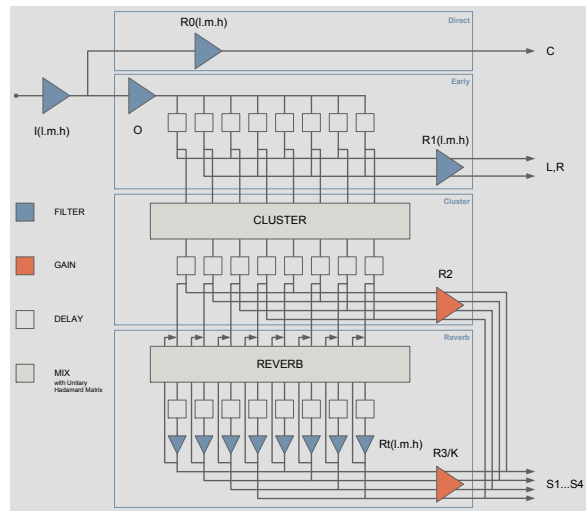 R0(l.m.h)
Direct
C
I(l.m.h)
O
Early
R1(l.m.h)
L,R
FILTER
GAIN
DELAY
MIX
with Unitary
Hadamard Matrix
Cluster
CLUSTER
R2
Reverb
REVERB
Rt(l.m.h)
R3/K
S1...S4